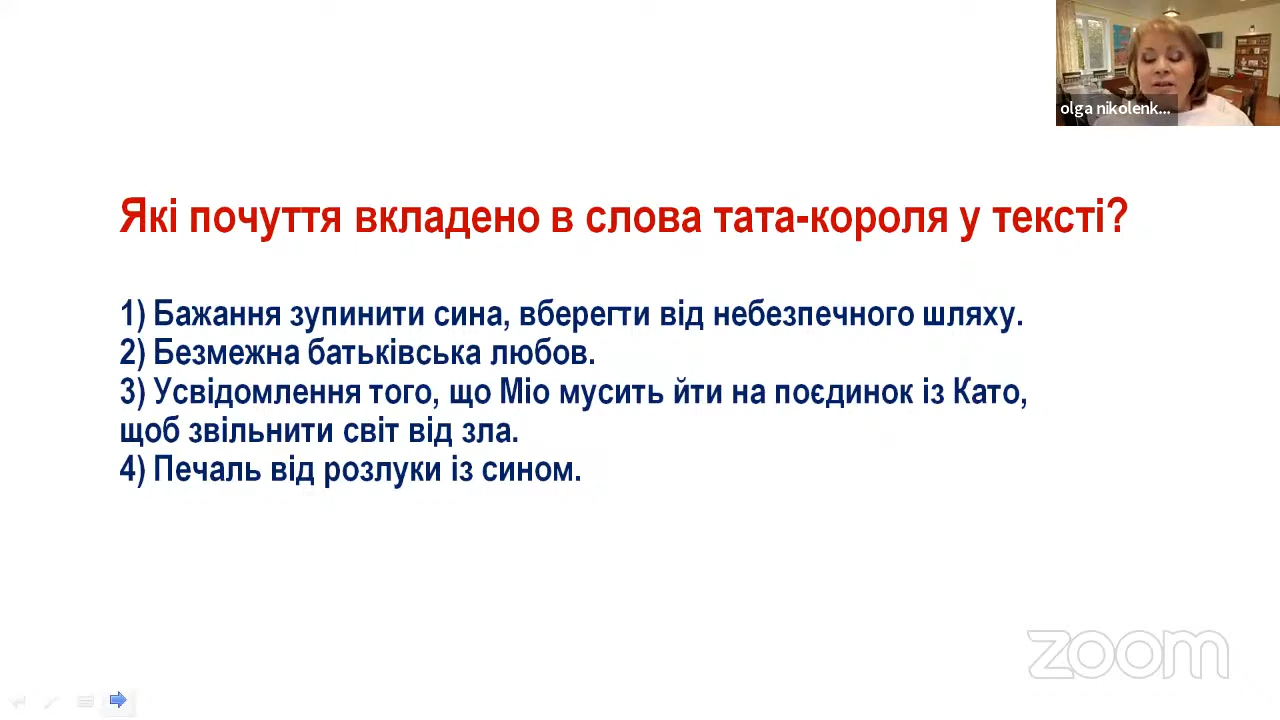 olga nikolenk...
Які почуття вкладено в слова тата-короля у тексті?
1) Бажання зупинити сина, вберегти від небезпечного шляху.
2) Безмежна батьківська любов.
3) Усвідомлення того, що Міо мусить йти на поєдинок із Като,
щоб звільнити світ від зла.
4) Печаль від розлуки із сином.
zoom